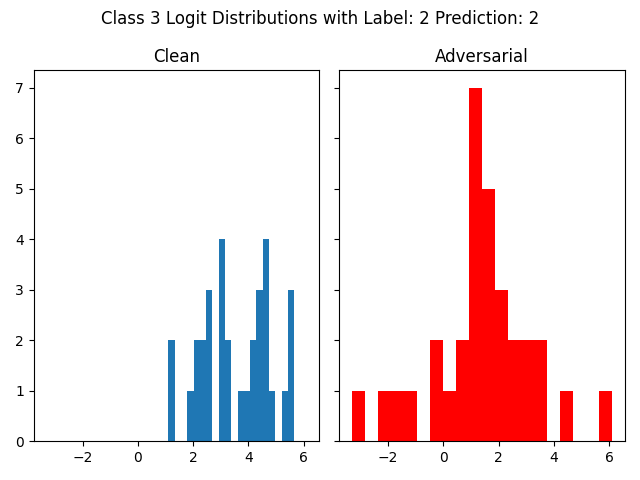 Class 3 Logit Distributions with Label: 2 Prediction: 2
Clean
Adversarial
7
6
5
4
3
2
1
0
−2 0 2 4 6
−2 0 2 4 6